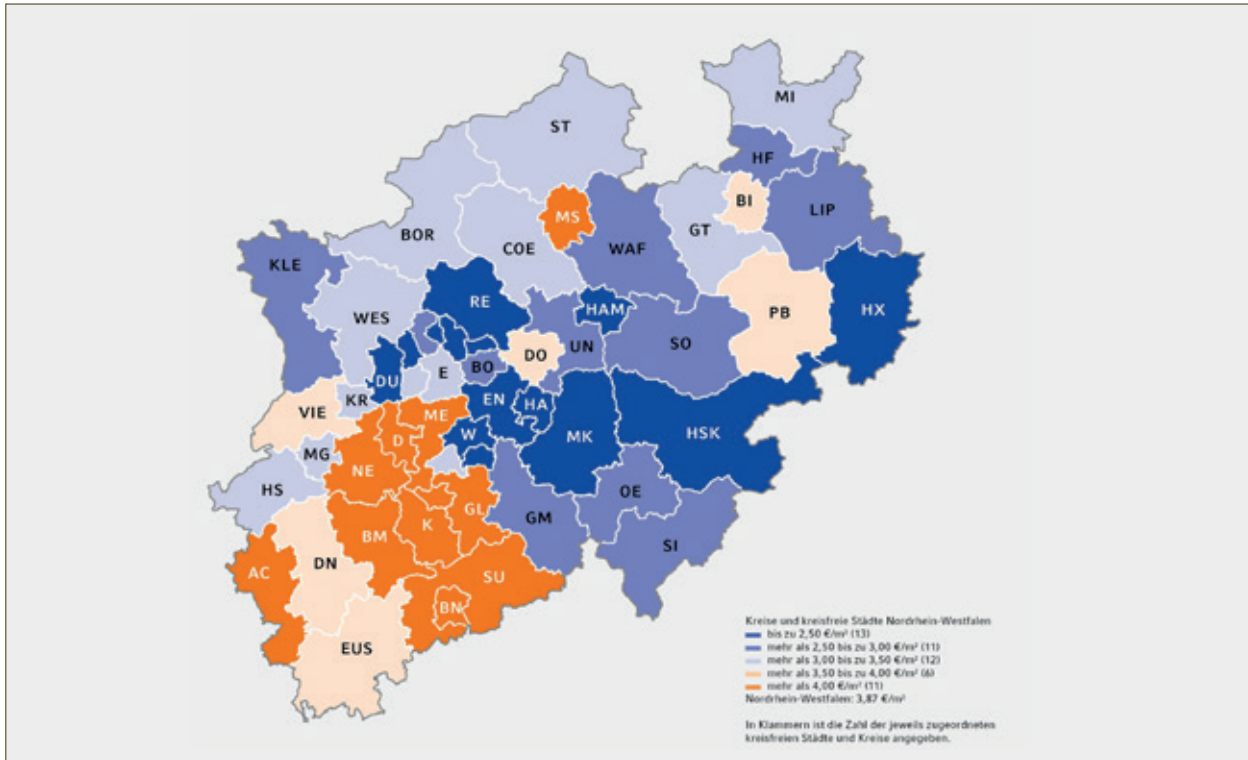 MI
ST
HF
BI
MS
LIP
GT
BOR
COE
WAF
KLE
RE
HAM
PB
HX
WES
UN
SO
DO
BO
E
DU
KR
EN
HA
VIE
ME
W
MK
HSK
D
MG
NE
HS
OE
GL
K
GM
BM
SI
DN
AC
SU
BN
EUS
Kreise und kreisfreie Städte Nordrhein-Westfalen
bis zu 2,50 €/m² (13)
mehr als 2,50 bis zu 3,00 €/m² (11)
mehr als 3,00 bis zu 3,50 €/m² (12)
mehr als 3,50 bis zu 4,00 €/m² (6)
mehr als 4,00 €/m² (11)
Nordrhein-Westfalen: 3,87 €/m²
In Klammern ist die Zahl der jeweils zugeordneten
kreisfreien Städte und Kreise angegeben.